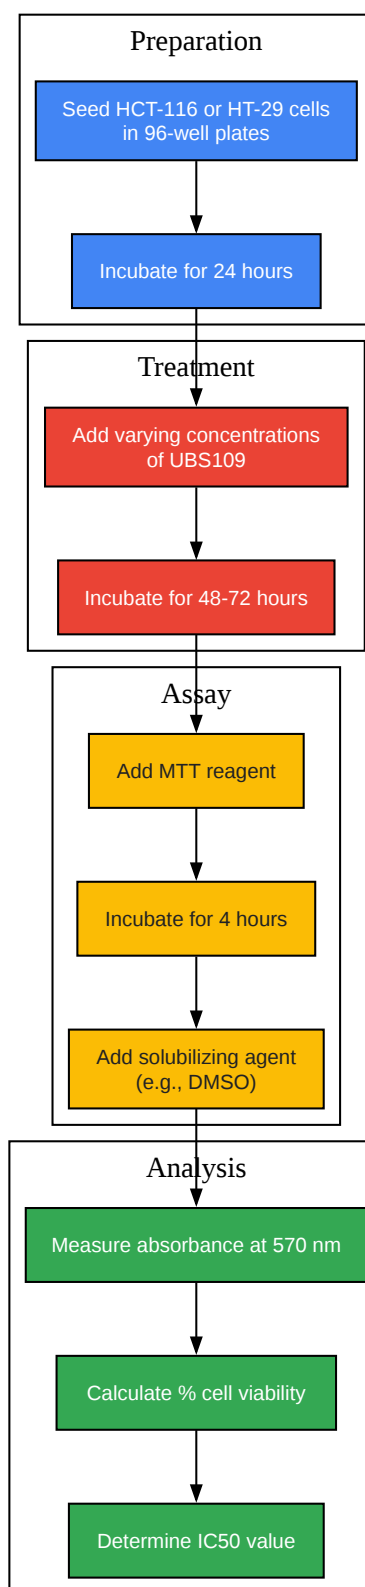 Preparation
Seed HCT-116 or HT-29 cells
in 96-well plates
Incubate for 24 hours
Treatment
Add varying concentrations
of UBS109
Incubate for 48-72 hours
Assay
Add MTT reagent
Incubate for 4 hours
Add solubilizing agent
(e.g., DMSO)
Analysis
Measure absorbance at 570 nm
Calculate % cell viability
Determine IC50 value